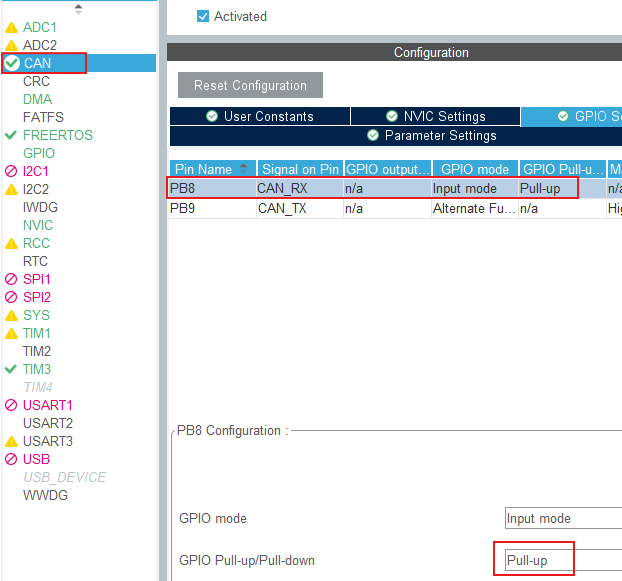 Activated
ADC1
ADC2
CAN
CRC
DMA
FATFS
FREERTOS
GPIO
I2C1
I2C2
IWDG
NVIC
RCC
RTC
SPI1
SPI2
SYS
TIM1
TIM2
TIM3
TIM4
USART1
USART2
USART3
USB
USB_DEVICE
WWDG
Configuration
Reset Configuration
User Constants NVIC Settings GPIO Se
Parameter Settings
Pin Name Signal on Pin GPIO output... GPIO mode GPIO Pull-u... M
PB8 CAN_RX n/a Input mode Pull-up n/a
PB9 CAN_TX n/a Alternate Fu... n/a Hig
PB8 Configuration :
GPIO mode Input mode
GPIO Pull-up/Pull-down Pull-up